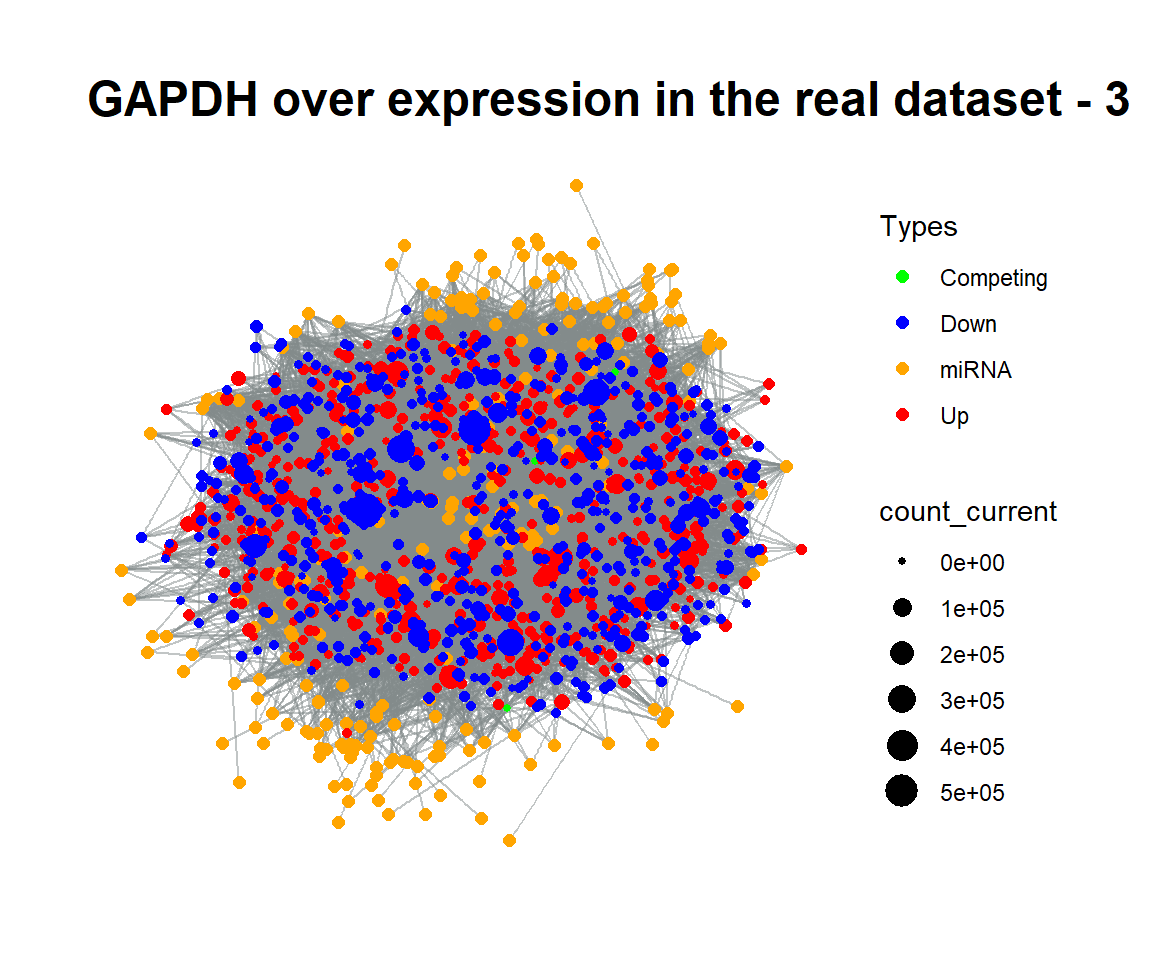 GAPDH over expression in the real dataset - 3
Types
Competing
Down
miRNA
Up
count_current
0e+00
1e+05
2e+05
3e+05
4e+05
5e+05